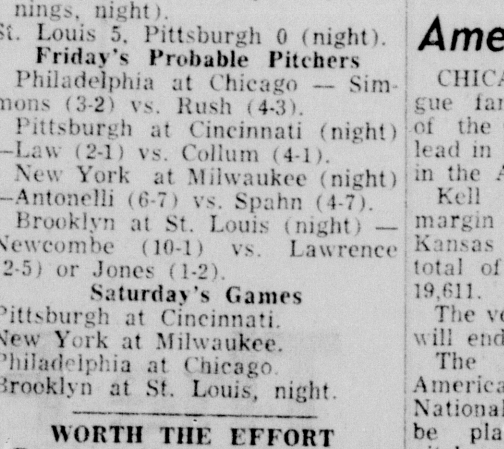 nings, night).
St. Louis 5, Pittsburgh 0 (night).
Friday's Probable Pitchers
Philadelphia at Chicago — Sim-
mons (3-2) vs. Rush (4-3).
Pittsburgh at Cincinnati (night)
—Law (2-1) vs. Collum (4-1).
New York at Milwaukee (night)
—Antonelli (6-7) vs. Spahn (4-7).
Brooklyn at St. Louis (night) —
Newcombe (10-1) vs. Lawrence
(2-5) or Jones (1-2).
Saturday's Games
Pittsburgh at Cincinnati.
New York at Milwaukee.
Philadelphia at Chicago.
Brooklyn at St. Louis, night.
WORTH THE EFFORT
Ame
CHICA
gue fan
of the
lead in
in the A
Kell
margin
Kansas
total of
19,611.
The vo
will end
The
America
National
be pla